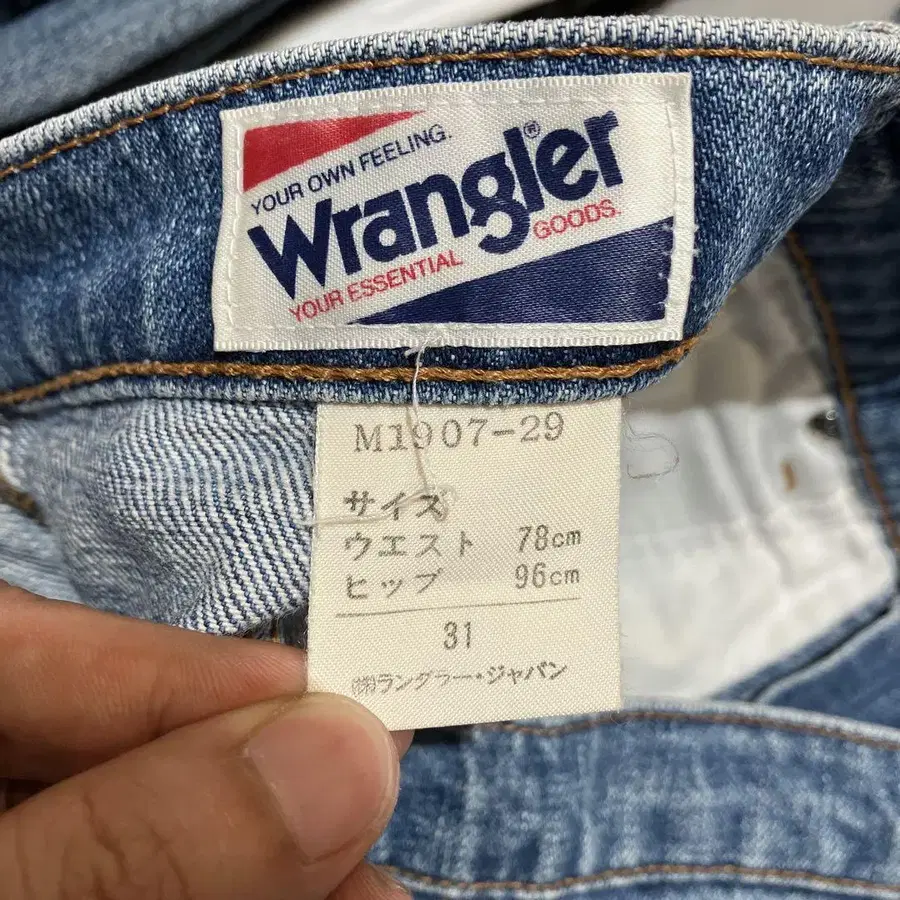 YOUR OWN FEELING.
Wrangler®
YOUR ESSENTIAL GOODS.
M1907-29
サイズ
ウエスト 78cm
ヒップ 96cm
31
㈱ラングラー・ジャパン